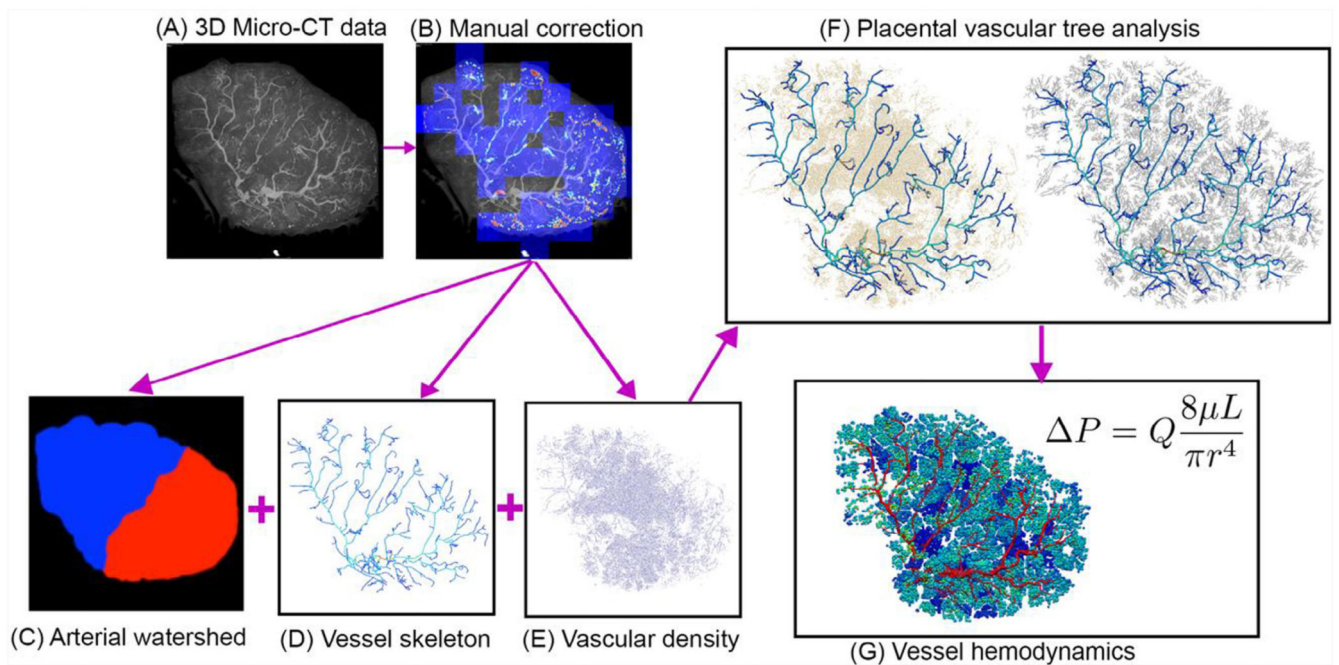 (A) 3D Micro-CT data
(B) Manual correction
(F) Placental vascular tree analysis
(C) Arterial watershed
+
(D) Vessel skeleton
+
(E) Vascular density
ΔP = Q 8μL / πr⁴
(G) Vessel hemodynamics